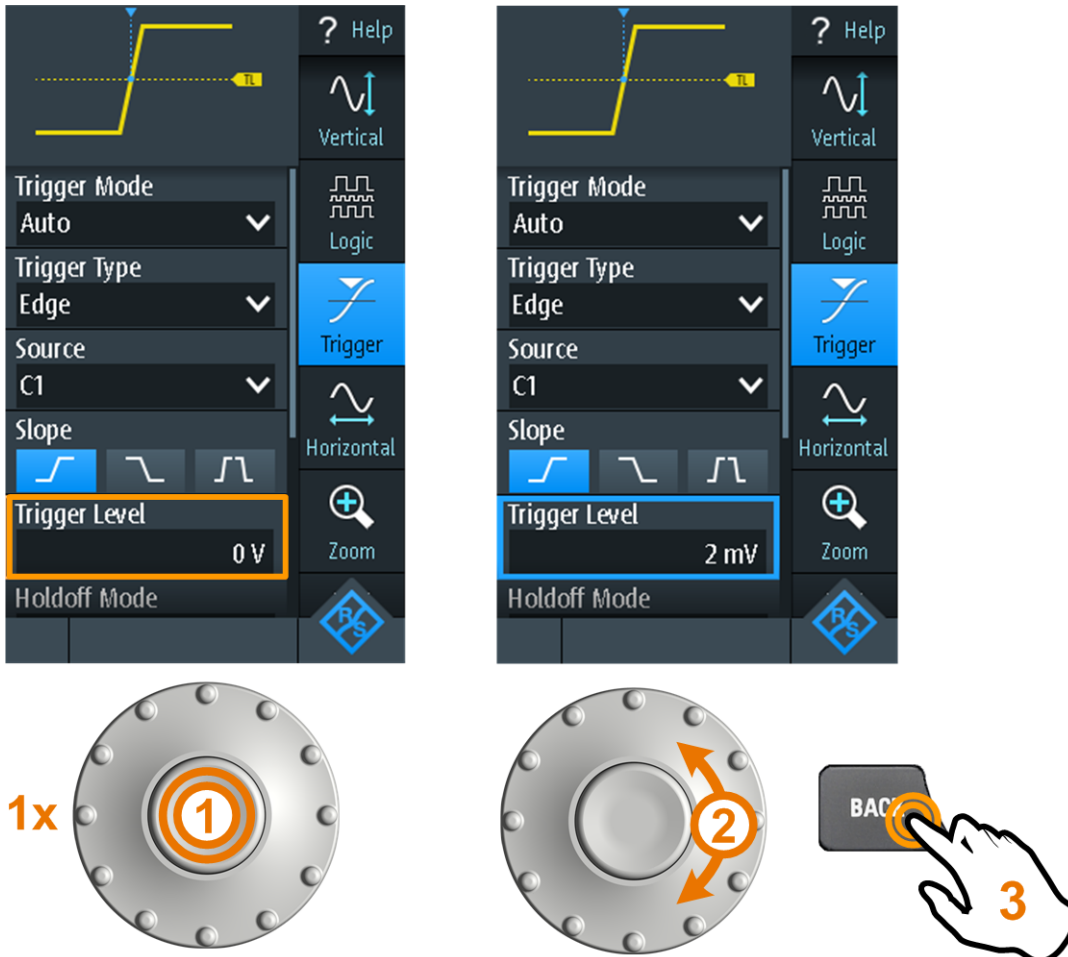 ? Help
TL
Vertical
Trigger Mode
Auto
Logic
Trigger Type
Edge
Trigger
Source
C1
Slope
Horizontal
Trigger Level
0 V
Zoom
Holdoff Mode
R S
? Help
TL
Vertical
Trigger Mode
Auto
Logic
Trigger Type
Edge
Trigger
Source
C1
Slope
Horizontal
Trigger Level
2 mV
Zoom
Holdoff Mode
R S
1x
1
2
BAC
3